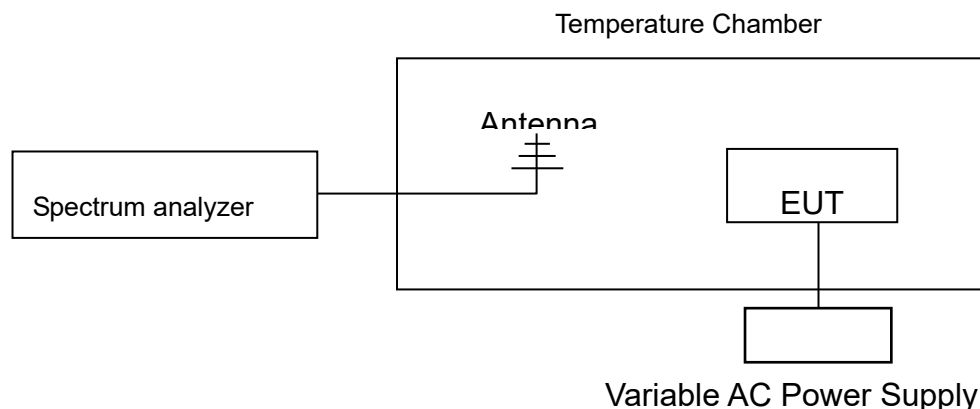 Temperature Chamber
Antenna
Spectrum analyzer
EUT
Variable AC Power Supply